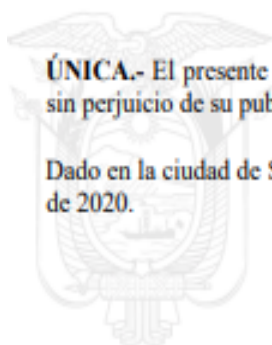 ÚNICA.- El presente
sin perjuicio de su pub
Dado en la ciudad de S
de 2020.